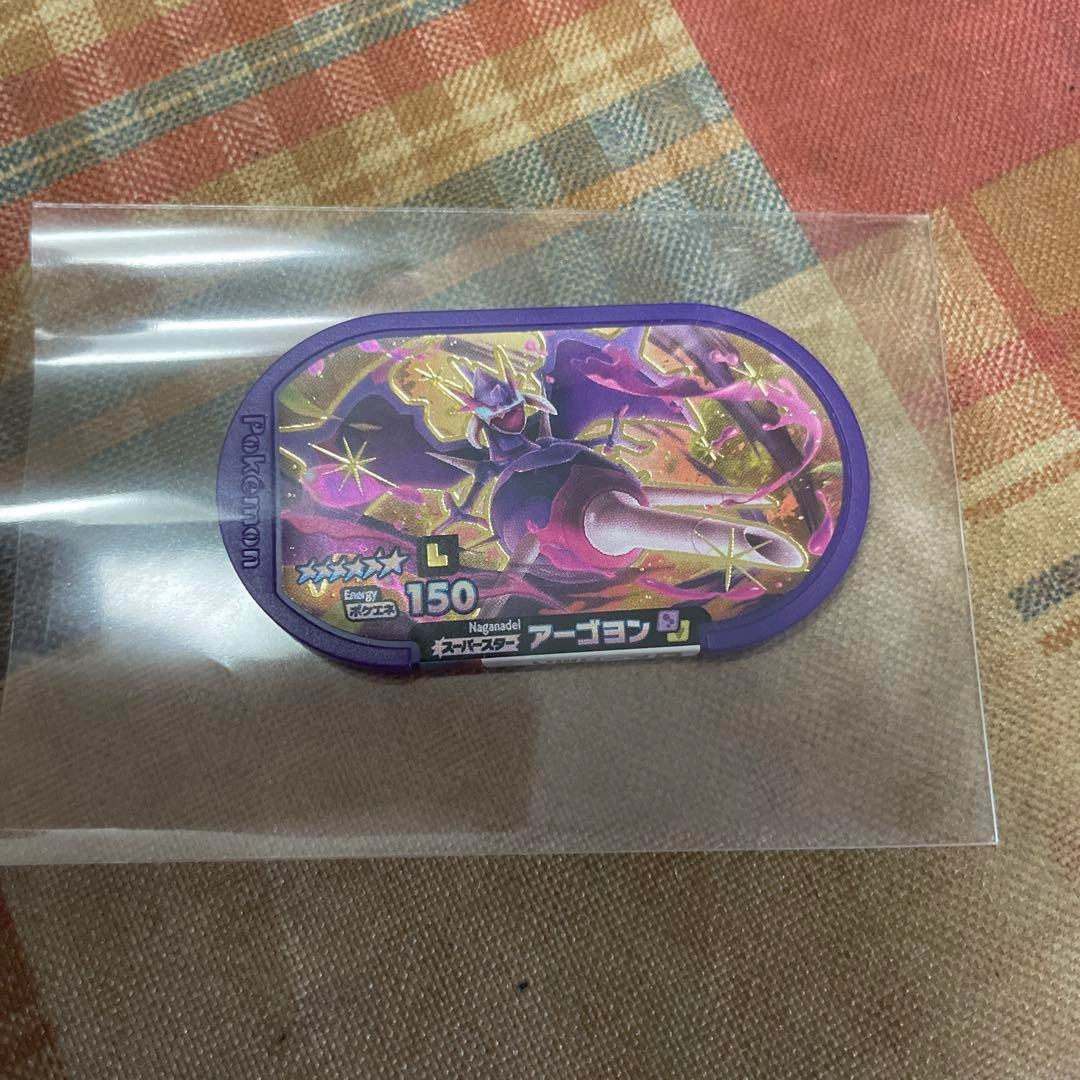 Pokémon
L
Energy
ポケエネ 150
Naganadel
スーパースター アーゴヨン